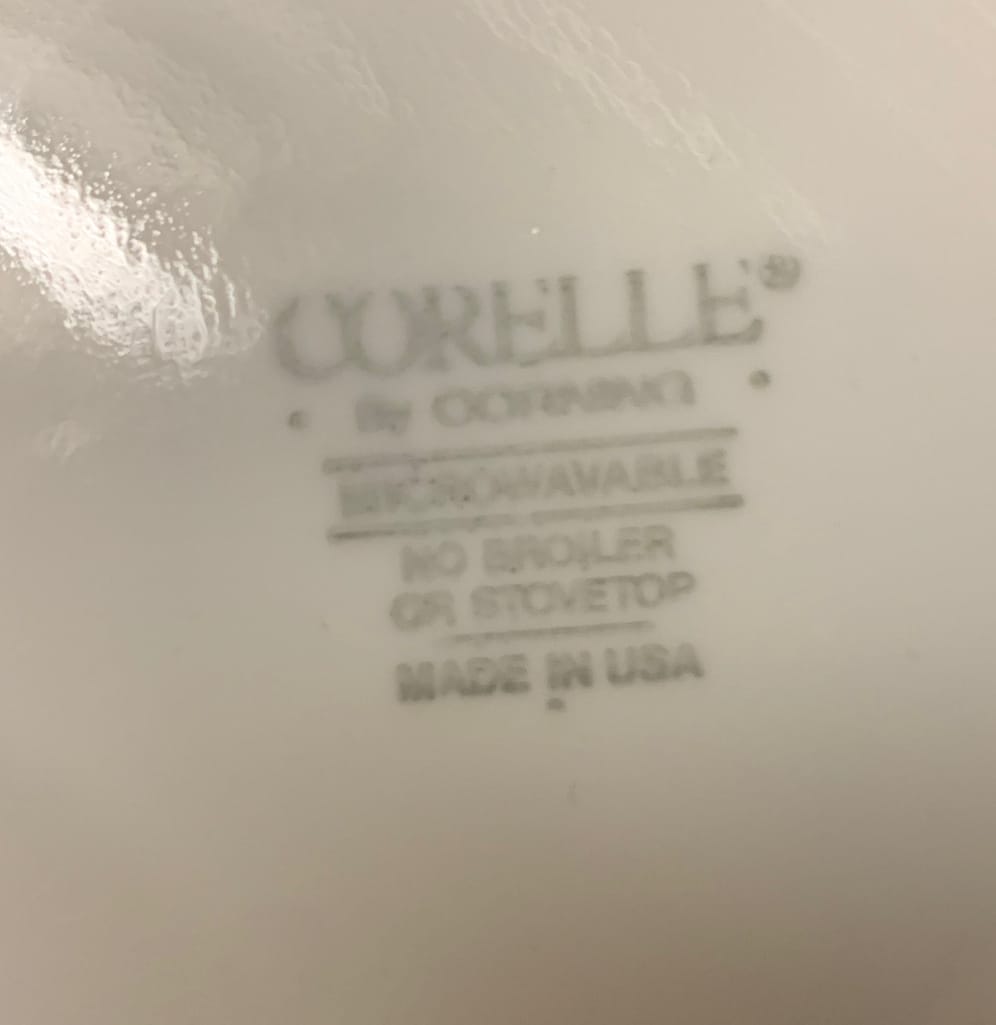 CORELLE®
By CORNING
MICROWAVABLE
NO BROILER
OR STOVETOP
MADE IN USA